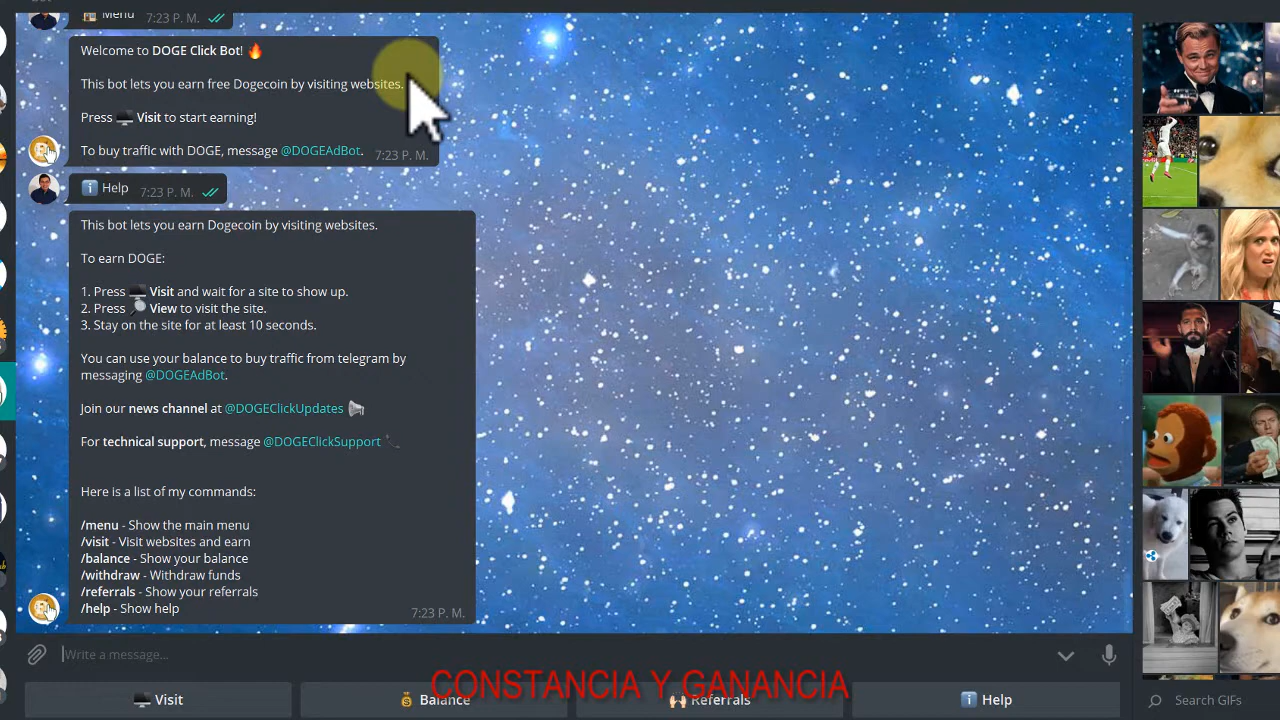 Menu 7:23 P. M.
Welcome to DOGE Click Bot!
This bot lets you earn free Dogecoin by visiting websites.
Press Visit to start earning!
To buy traffic with DOGE, message @DOGEAdBot. 7:23 P. M.
Help 7:23 P. M.
This bot lets you earn Dogecoin by visiting websites.
To earn DOGE:
1. Press Visit and wait for a site to show up.
2. Press View to visit the site.
3. Stay on the site for at least 10 seconds.
You can use your balance to buy traffic from telegram by
messaging @DOGEAdBot.
Join our news channel at @DOGEClickUpdates
For technical support, message @DOGEClickSupport
Here is a list of my commands:
/menu - Show the main menu
/visit - Visit websites and earn
/balance - Show your balance
/withdraw - Withdraw funds
/referrals - Show your referrals
/help - Show help
7:23 P. M.
Write a message...
CONSTANCIA Y GANANCIA
Visit Balance Referrals Help
Search GIFs